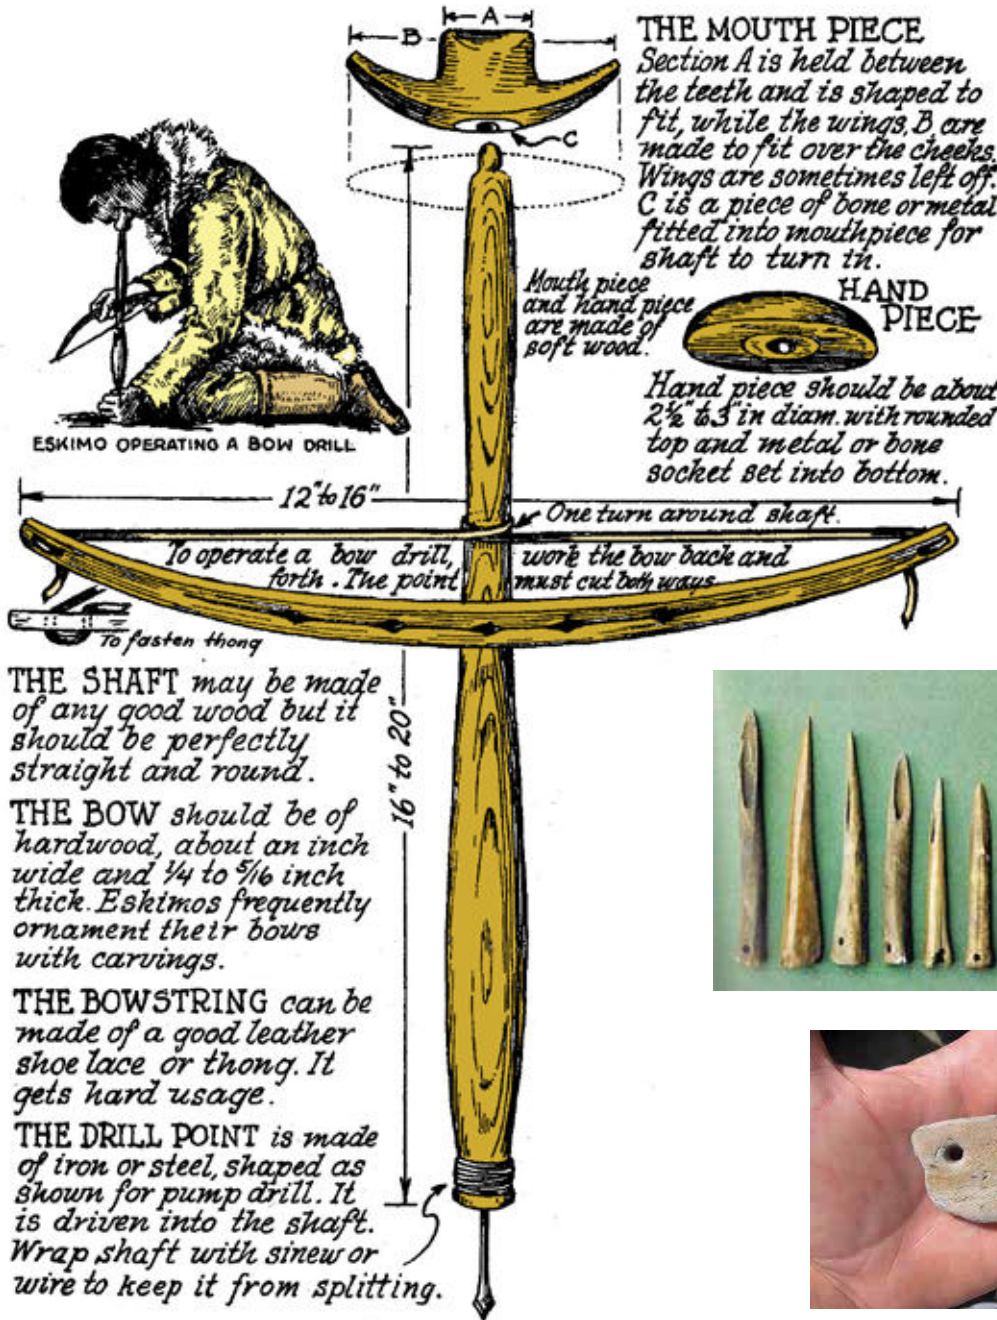 A
B
C
THE MOUTH PIECE
Section A is held between
the teeth and is shaped to
fit, while the wings, B are
made to fit over the cheeks.
Wings are sometimes left off.
C is a piece of bone or metal
fitted into mouthpiece for
shaft to turn in.
Mouth piece
and hand piece
are made of
soft wood.
HAND
PIECE
Hand piece should be about
2½" to 3" in diam. with rounded
top and metal or bone
socket set into bottom.
ESKIMO OPERATING A BOW DRILL
12" to 16"
One turn around shaft.
To operate a bow drill, work the bow back and
forth. The point must cut both ways
To fasten thong
16" to 20"
THE SHAFT may be made
of any good wood but it
should be perfectly
straight and round.
THE BOW should be of
hardwood, about an inch
wide and 1/4 to 5/16 inch
thick. Eskimos frequently
ornament their bows
with carvings.
THE BOWSTRING can be
made of a good leather
shoe lace or thong. It
gets hard usage.
THE DRILL POINT is made
of iron or steel, shaped as
shown for pump drill. It
is driven into the shaft.
Wrap shaft with sinew or
wire to keep it from splitting.